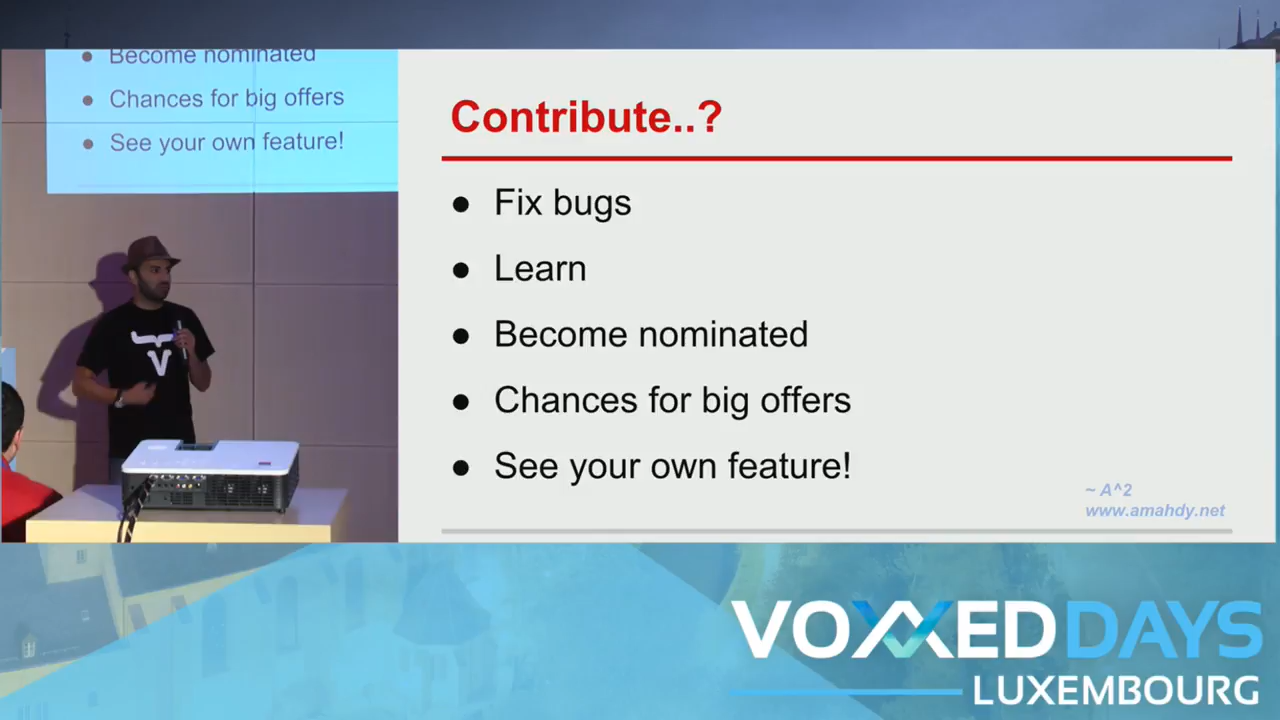 Become nominated
Chances for big offers
See your own feature!
Contribute..?
● Fix bugs
● Learn
● Become nominated
● Chances for big offers
● See your own feature!
~ A^2
www.amahdy.net
VOXXED DAYS
LUXEMBOURG